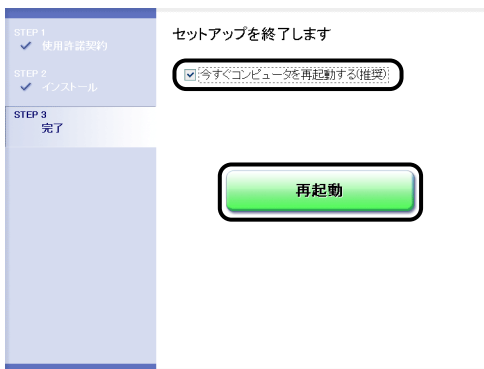 STEP 1
使用許諾契約
STEP 2
インストール
STEP 3
完了
セットアップを終了します
今すぐコンピュータを再起動する(推奨)
再起動